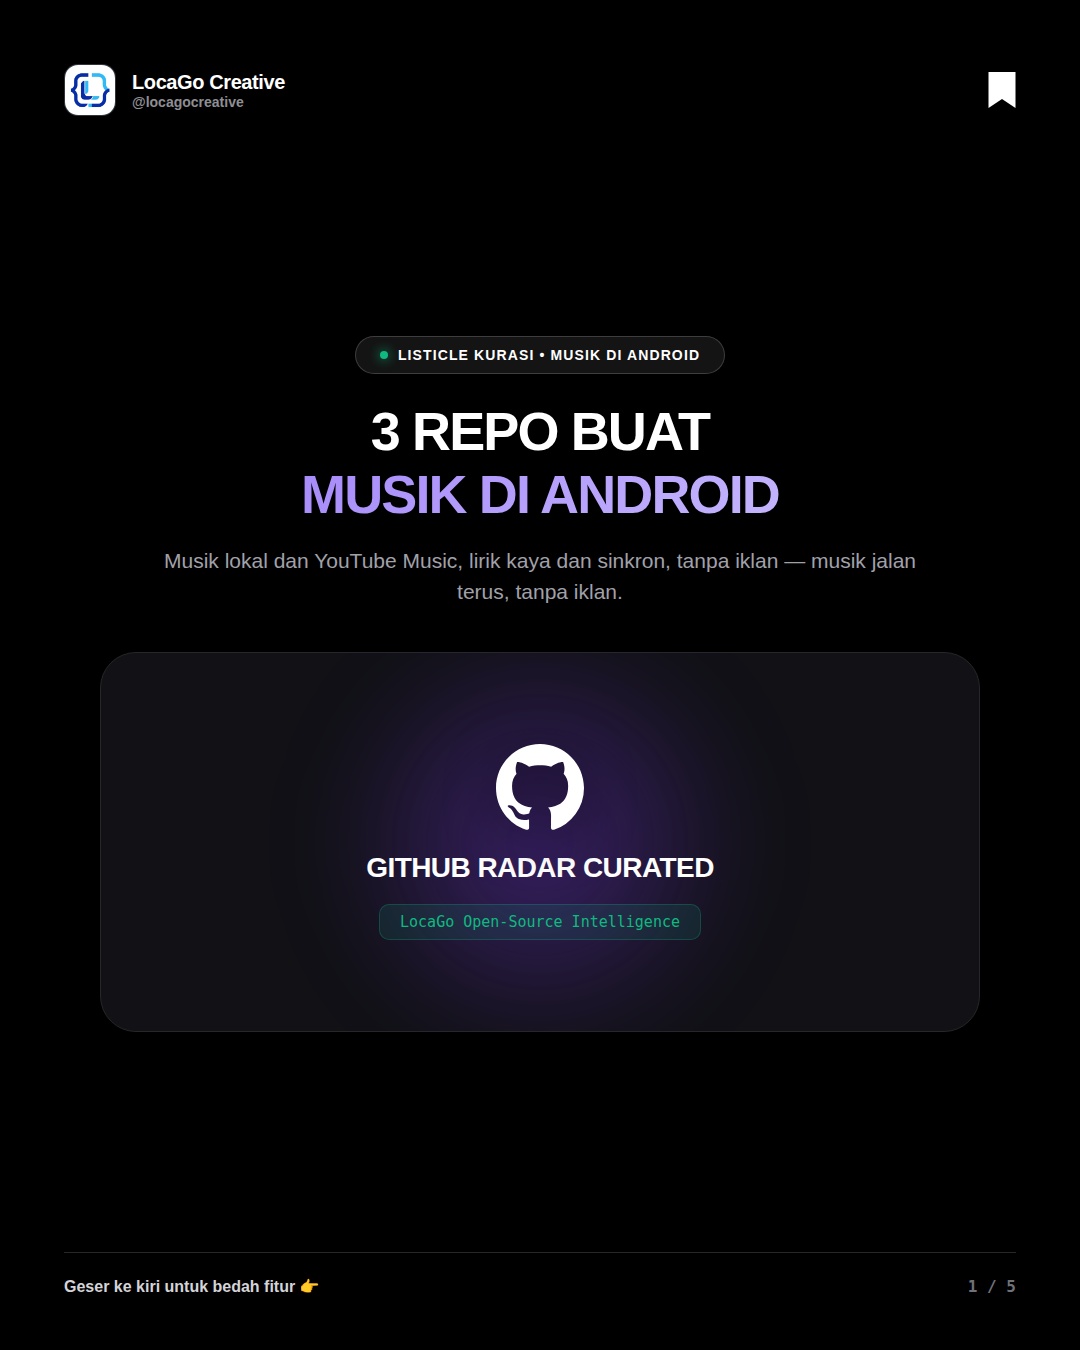 LocaGo Creative
@locagocreative
LISTICLE KURASI • MUSIK DI ANDROID
3 REPO BUAT
MUSIK DI ANDROID
Musik lokal dan YouTube Music, lirik kaya dan sinkron, tanpa iklan — musik jalan
terus, tanpa iklan.
GITHUB RADAR CURATED
LocaGo Open-Source Intelligence
Geser ke kiri untuk bedah fitur 👉
1 / 5